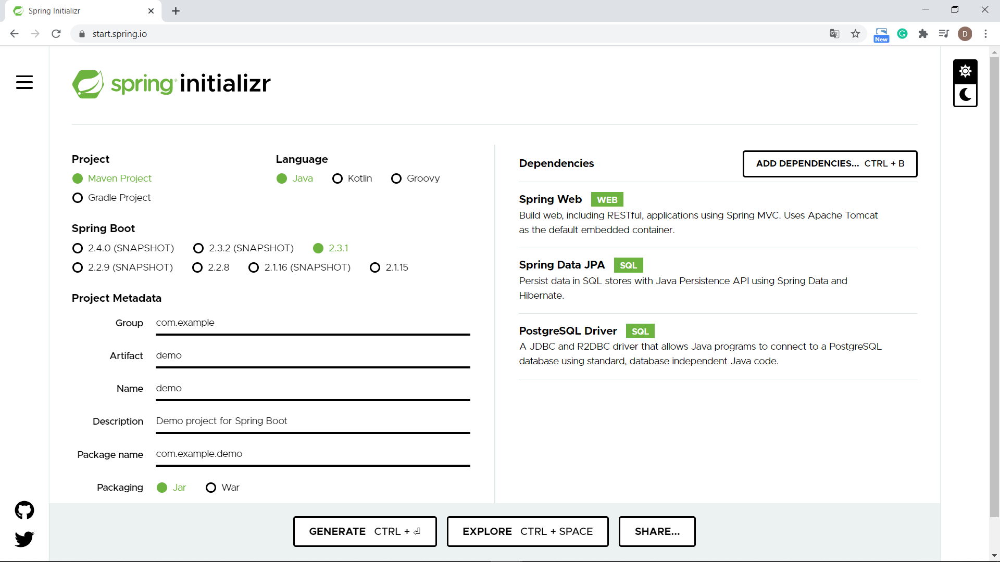 Spring Initializr
start.spring.io
New
D
spring initializr
Project
Maven Project
Gradle Project
Language
Java Kotlin Groovy
Spring Boot
2.4.0 (SNAPSHOT) 2.3.2 (SNAPSHOT) 2.3.1
2.2.9 (SNAPSHOT) 2.2.8 2.1.16 (SNAPSHOT) 2.1.15
Project Metadata
Group com.example
Artifact demo
Name demo
Description Demo project for Spring Boot
Package name com.example.demo
Packaging Jar War
Dependencies
ADD DEPENDENCIES... CTRL + B
Spring Web WEB
Build web, including RESTful, applications using Spring MVC. Uses Apache Tomcat
as the default embedded container.
Spring Data JPA SQL
Persist data in SQL stores with Java Persistence API using Spring Data and
Hibernate.
PostgreSQL Driver SQL
A JDBC and R2DBC driver that allows Java programs to connect to a PostgreSQL
database using standard, database independent Java code.
GENERATE CTRL + ⏎
EXPLORE CTRL + SPACE
SHARE...